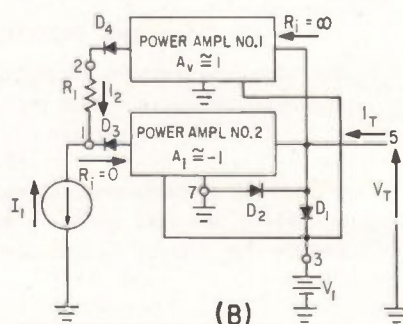 D4
POWER AMPL NO.1
Av ≅ 1
Ri=∞
2
R1
I2
1
D3
POWER AMPL NO.2
A1 ≅ -1
IT
5
Ri=0
7
D2
D1
VT
I1
3
V1
(B)